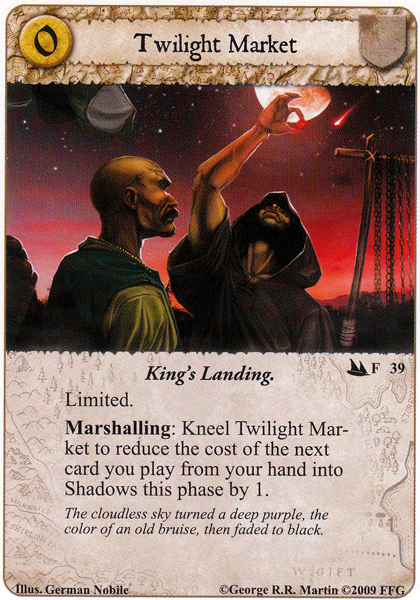 0
Twilight Market
King's Landing.
F 39
Limited.
Marshalling: Kneel Twilight Mar-
ket to reduce the cost of the next
card you play from your hand into
Shadows this phase by 1.
The cloudless sky turned a deep purple, the
color of an old bruise, then faded to black.
W GIFT
Illus. German Nobile
©George R.R. Martin ©2009 FFG